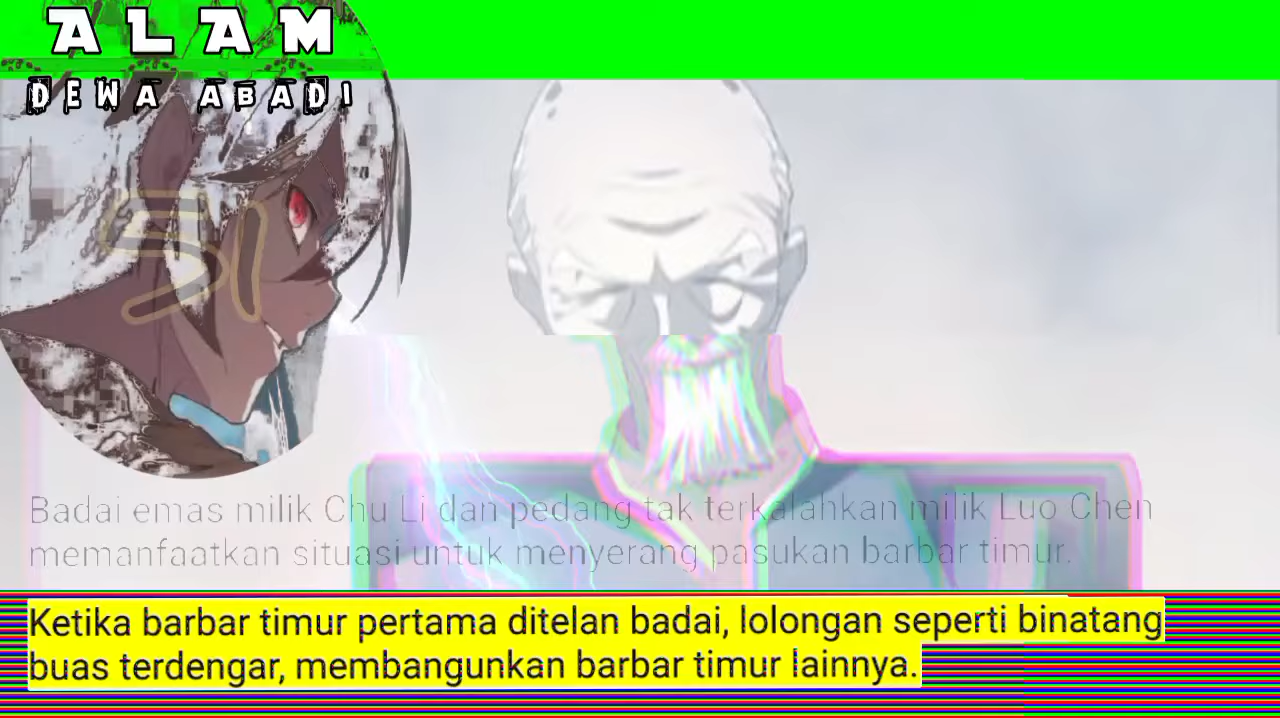 ALAM
DEWA ABADI
51
Badai emas milik Chu Li dan pedang tak terkalahkan milik Luo Chen
memanfaatkan situasi untuk menyerang pasukan barbar timur.
Ketika barbar timur pertama ditelan badai, lolongan seperti binatang
buas terdengar, membangunkan barbar timur lainnya.